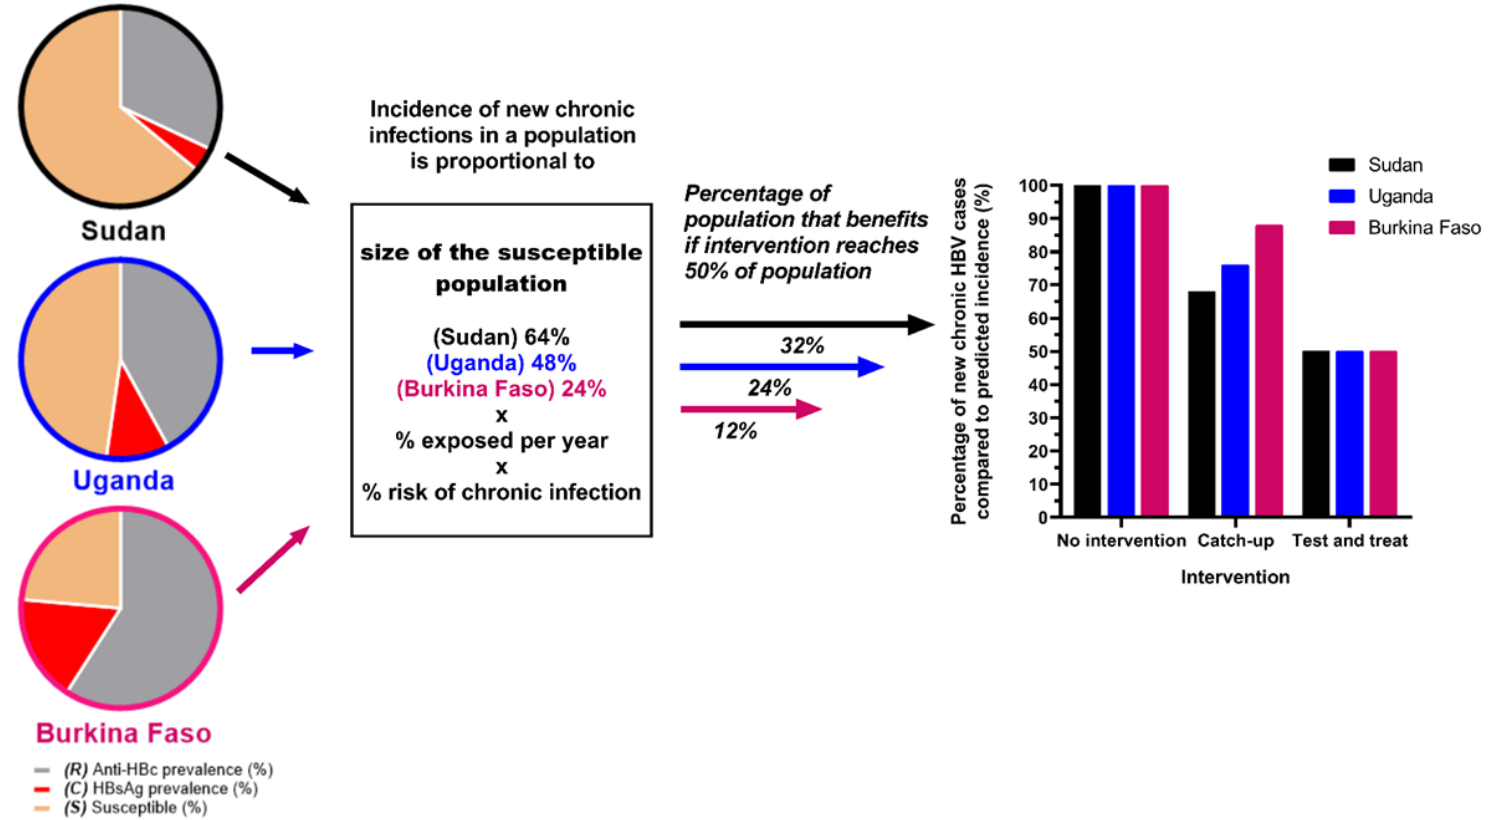 Sudan
Uganda
Burkina Faso
(R) Anti-HBc prevalence (%)
(C) HBsAg prevalence (%)
(S) Susceptible (%)
Incidence of new chronic
infections in a population
is proportional to
size of the susceptible
population
(Sudan) 64%
(Uganda) 48%
(Burkina Faso) 24%
x
% exposed per year
x
% risk of chronic infection
Percentage of
population that benefits
if intervention reaches
50% of population
32%
24%
12%
Percentage of new chronic HBV cases
compared to predicted incidence (%)
100
90
80
70
60
50
40
30
20
10
0
No intervention
Catch-up
Test and treat
Intervention
Sudan
Uganda
Burkina Faso